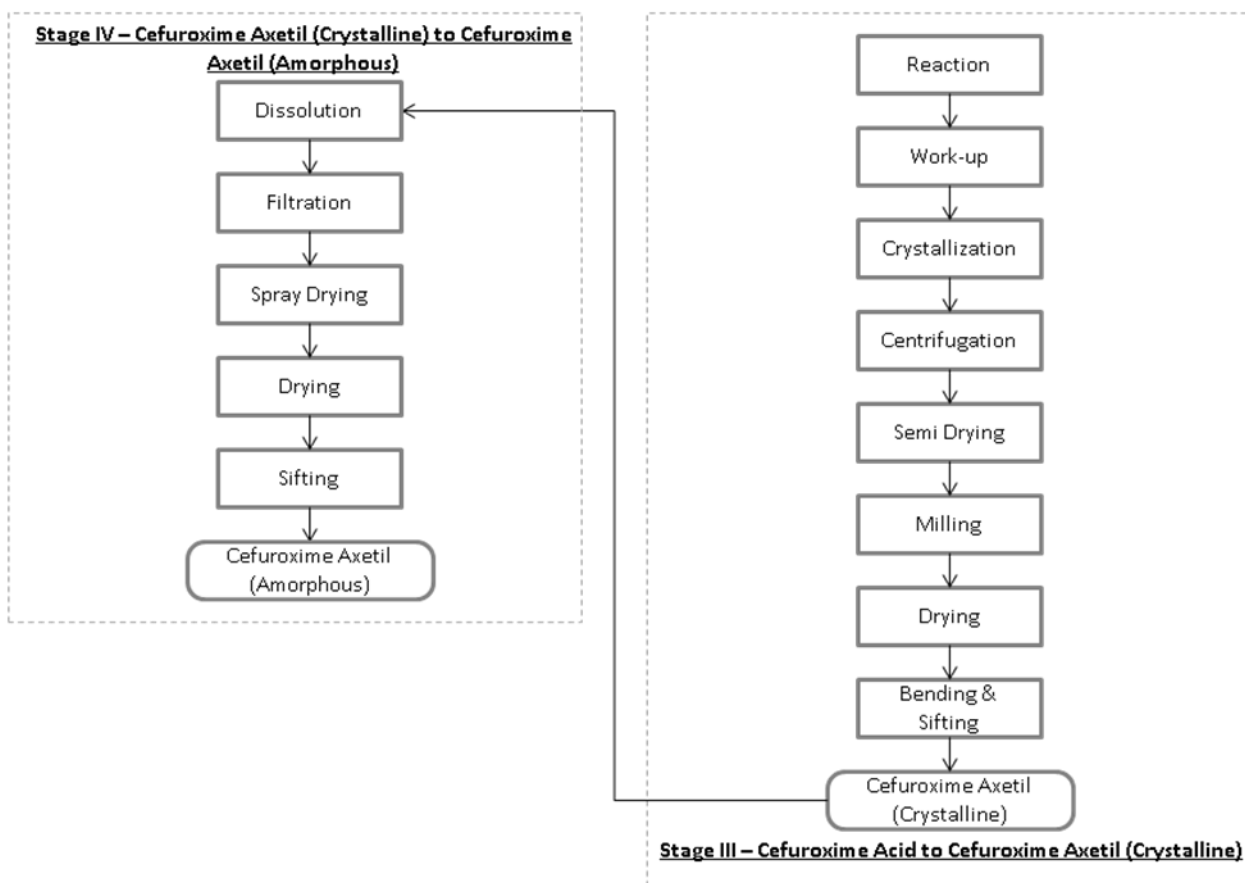 Stage IV – Cefuroxime Axetil (Crystalline) to Cefuroxime
Axetil (Amorphous)
Dissolution
Filtration
Spray Drying
Drying
Sifting
Cefuroxime Axetil
(Amorphous)
Reaction
Work-up
Crystallization
Centrifugation
Semi Drying
Milling
Drying
Bending &
Sifting
Cefuroxime Axetil
(Crystalline)
Stage III – Cefuroxime Acid to Cefuroxime Axetil (Crystalline)